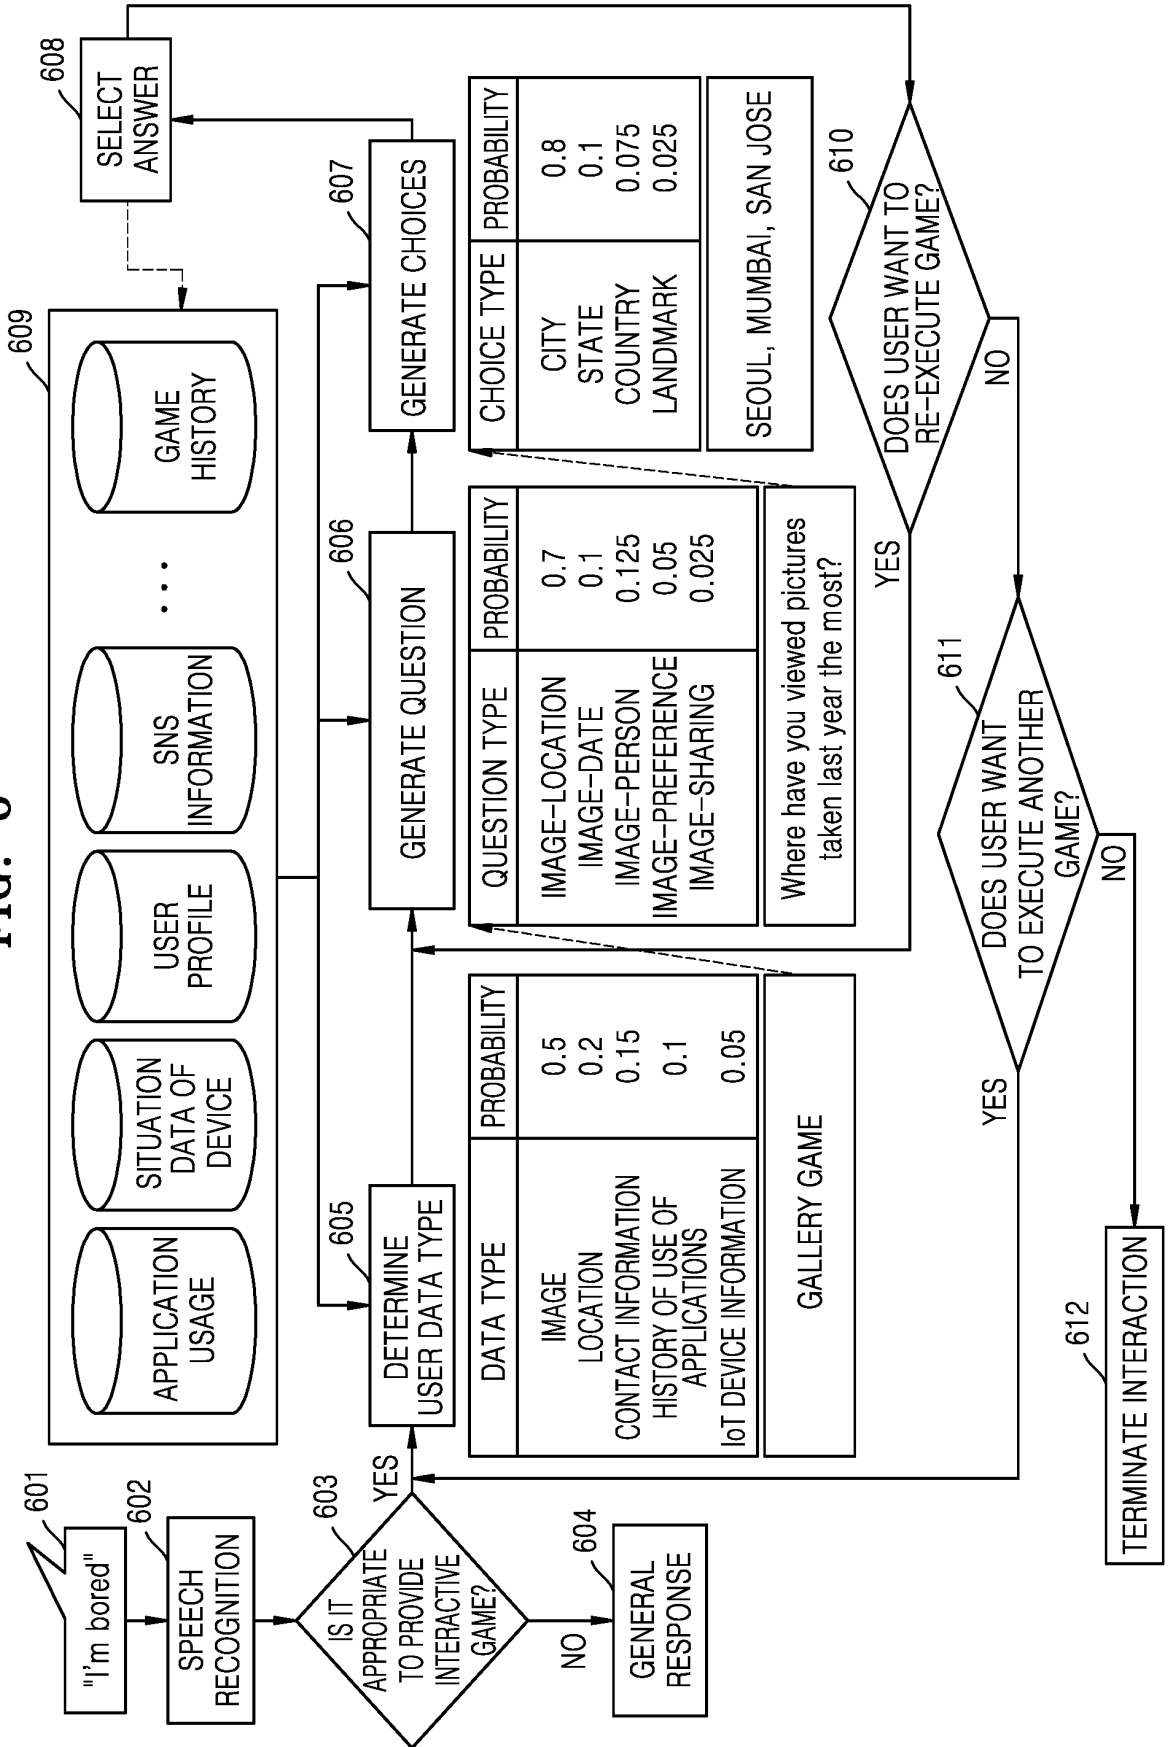 FIG. 6
609
APPLICATION
USAGE
SITUATION
DATA OF
DEVICE
USER
PROFILE
SNS
INFORMATION
...
GAME
HISTORY
601
"I'm bored"
602
SPEECH
RECOGNITION
603
IS IT
APPROPRIATE
TO PROVIDE
INTERACTIVE
GAME?
YES
NO
604
GENERAL
RESPONSE
605
DETERMINE
USER DATA TYPE
DATA TYPE PROBABILITY
IMAGE 0.5
LOCATION 0.2
CONTACT INFORMATION 0.15
HISTORY OF USE OF
APPLICATIONS 0.1
IoT DEVICE INFORMATION 0.05
GALLERY GAME
606
GENERATE QUESTION
QUESTION TYPE PROBABILITY
IMAGE-LOCATION 0.7
IMAGE-DATE 0.1
IMAGE-PERSON 0.125
IMAGE-PREFERENCE 0.05
IMAGE-SHARING 0.025
Where have you viewed pictures
taken last year the most?
607
GENERATE CHOICES
CHOICE TYPE PROBABILITY
CITY 0.8
STATE 0.1
COUNTRY 0.075
LANDMARK 0.025
SEOUL, MUMBAI, SAN JOSE
608
SELECT
ANSWER
610
DOES USER WANT TO
RE-EXECUTE GAME?
YES
NO
611
DOES USER WANT
TO EXECUTE ANOTHER
GAME?
YES
NO
612
TERMINATE INTERACTION